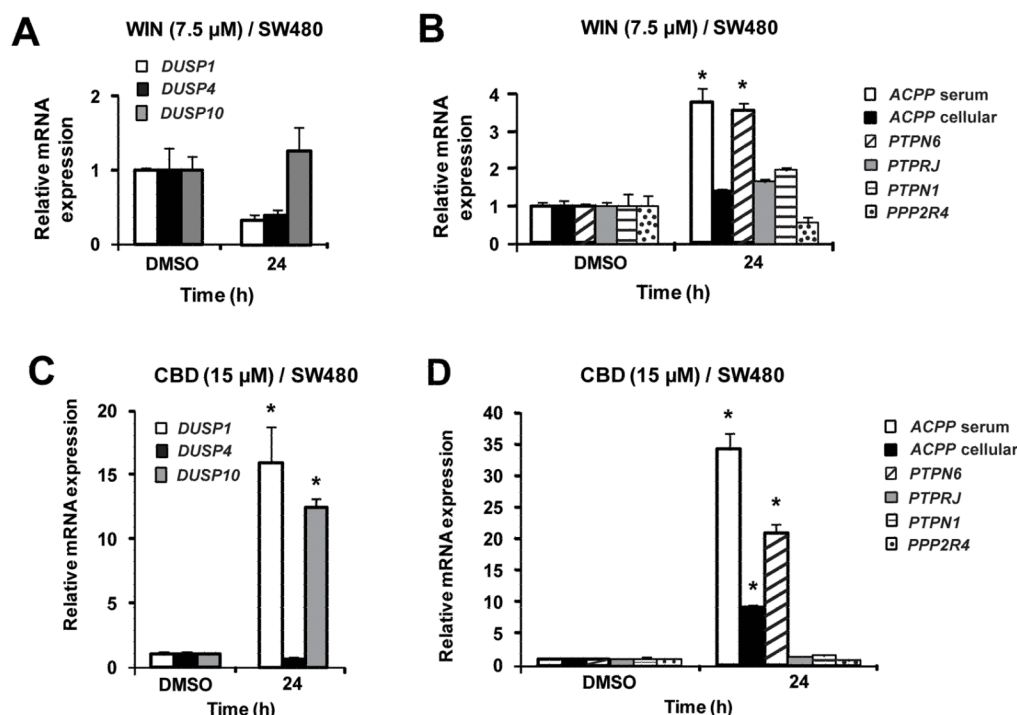 A
WIN (7.5 µM) / SW480
DUSP1
DUSP4
DUSP10
Relative mRNA
expression
2
1
0
DMSO
24
Time (h)
B
WIN (7.5 µM) / SW480
* *
ACPP serum
ACPP cellular
PTPN6
PTPRJ
PTPN1
PPP2R4
Relative mRNA
expression
4
3
2
1
0
DMSO
24
Time (h)
C
CBD (15 µM) / SW480
DUSP1
DUSP4
DUSP10
*
*
Relative mRNA expression
20
15
10
5
0
DMSO
24
Time (h)
D
CBD (15 µM) / SW480
*
*
*
ACPP serum
ACPP cellular
PTPN6
PTPRJ
PTPN1
PPP2R4
Relative mRNA expression
40
35
30
25
20
15
10
5
0
DMSO
24
Time (h)